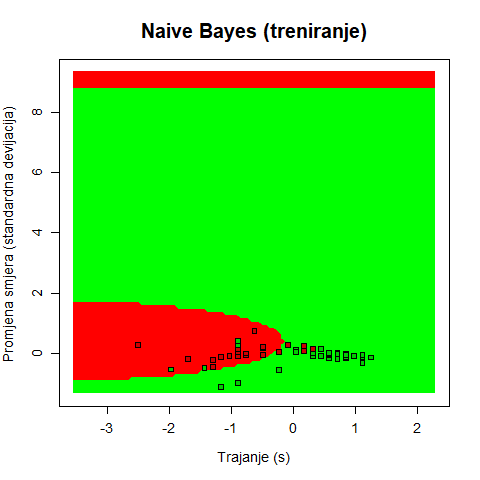 Naive Bayes (treniranje)
Promjena smjera (standardna devijacija)
8
6
4
2
0
-3 -2 -1 0 1 2
Trajanje (s)